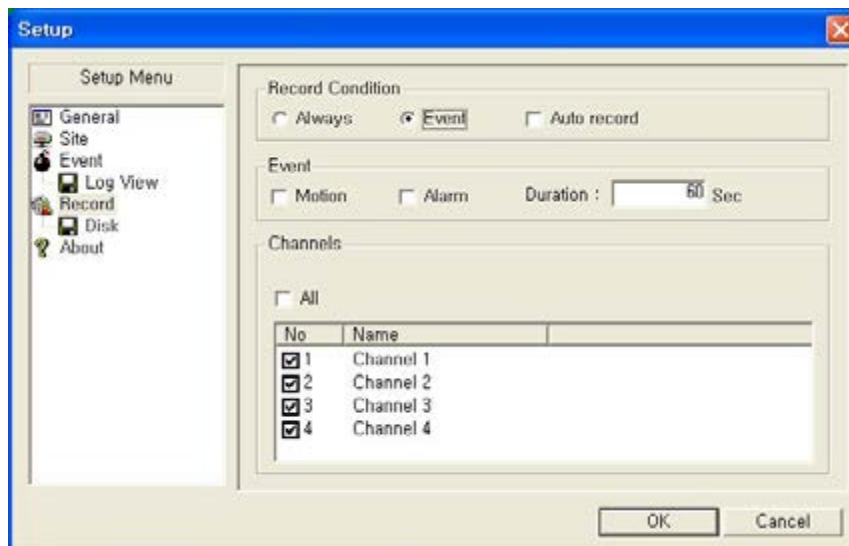 Setup
Setup Menu
General
Site
Event
Log View
Record
Disk
About
Record Condition
Always Event Auto record
Event
Motion Alarm Duration : 60 Sec
Channels
All
No Name
1 Channel 1
2 Channel 2
3 Channel 3
4 Channel 4
OK Cancel